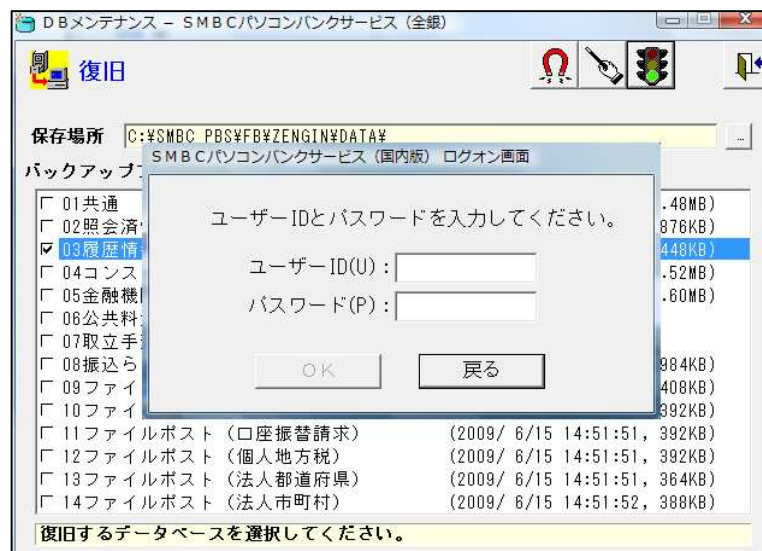 DBメンテナンス - SMBCパソコンバンクサービス (全銀)
復旧
保存場所 C:¥SMBC_PBS¥FB¥ZENGIN¥DATA¥ ...
バックアップ
SMBCパソコンバンクサービス (国内版) ログオン画面
ユーザーIDとパスワードを入力してください。
ユーザーID(U) :
パスワード(P) :
OK 戻る
01共通 .48MB)
02照会済 876KB)
03履歴情 448KB)
04コンス .52MB)
05金融機 .60MB)
06公共料
07取立手
08振込ら 984KB)
09ファイ 408KB)
10ファイ 392KB)
11ファイルポスト (口座振替請求) (2009/ 6/15 14:51:51, 392KB)
12ファイルポスト (個人地方税) (2009/ 6/15 14:51:51, 392KB)
13ファイルポスト (法人都道府県) (2009/ 6/15 14:51:51, 364KB)
14ファイルポスト (法人市町村) (2009/ 6/15 14:51:52, 388KB)
復旧するデータベースを選択してください。